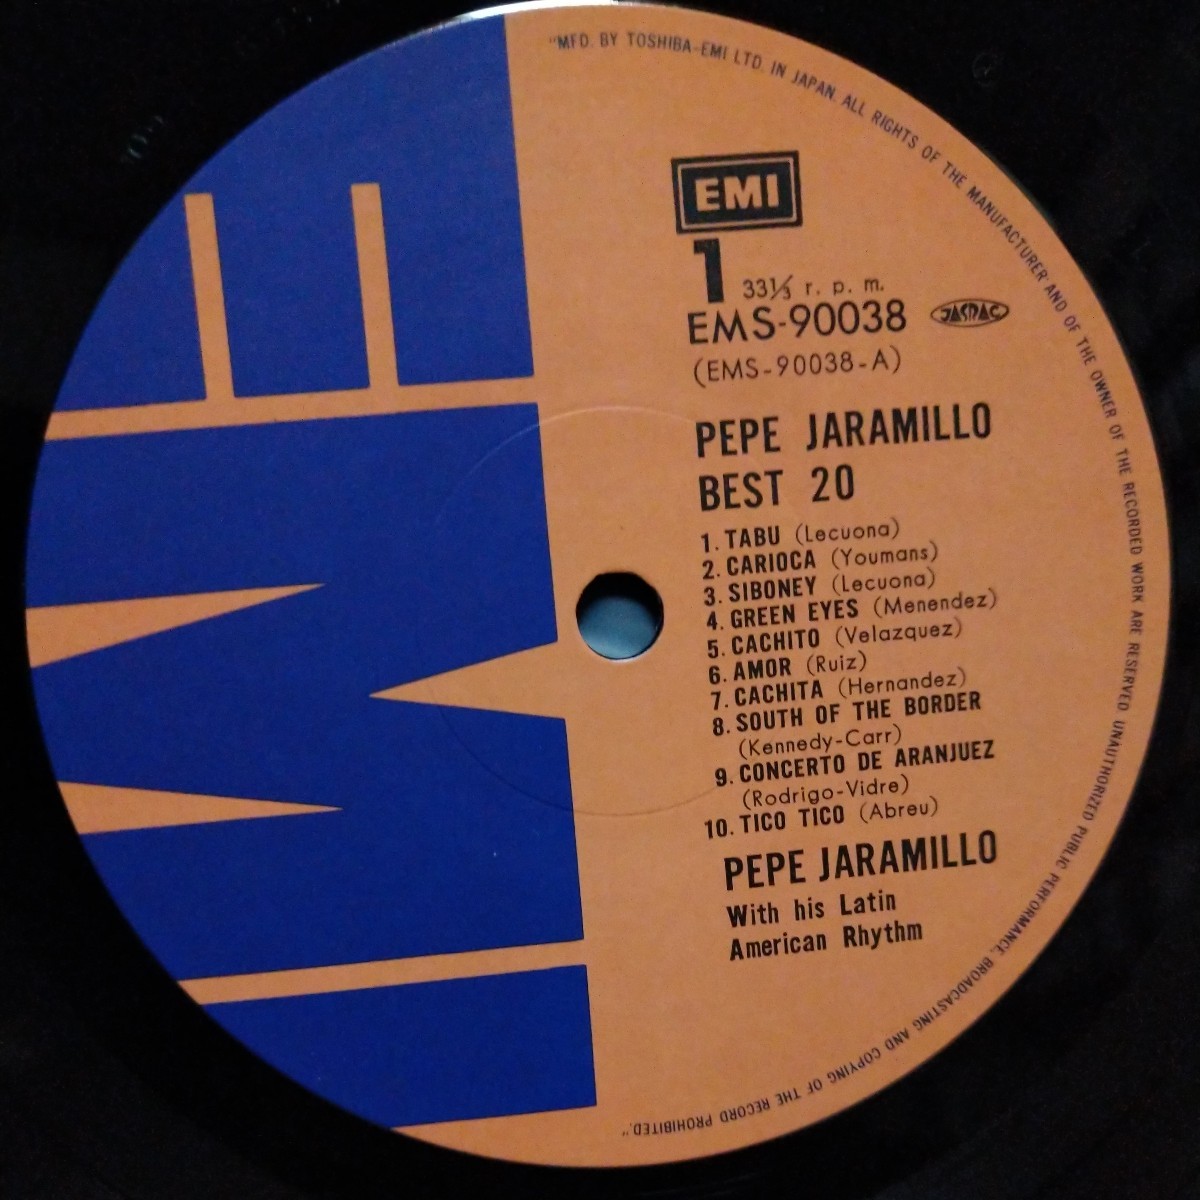 "MFD. BY TOSHIBA-EMI LTD. IN JAPAN. ALL RIGHTS OF THE MANUFACTURER AND OF THE OWNER OF THE RECORDED WORK ARE RESERVED. UNAUTHORIZED PUBLIC PERFORMANCE, BROADCASTING AND COPYING OF THE RECORD PROHIBITED."
EMI
EMI
1 33⅓ r. p. m.
EMS-90038 JASRAC
(EMS-90038-A)
PEPE JARAMILLO
BEST 20
1. TABU (Lecuona)
2. CARIOCA (Youmans)
3. SIBONEY (Lecuona)
4. GREEN EYES (Menendez)
5. CACHITO (Velazquez)
6. AMOR (Ruiz)
7. CACHITA (Hernandez)
8. SOUTH OF THE BORDER
(Kennedy-Carr)
9. CONCERTO DE ARANJUEZ
(Rodrigo-Vidre)
10. TICO TICO (Abreu)
PEPE JARAMILLO
With his Latin
American Rhythm